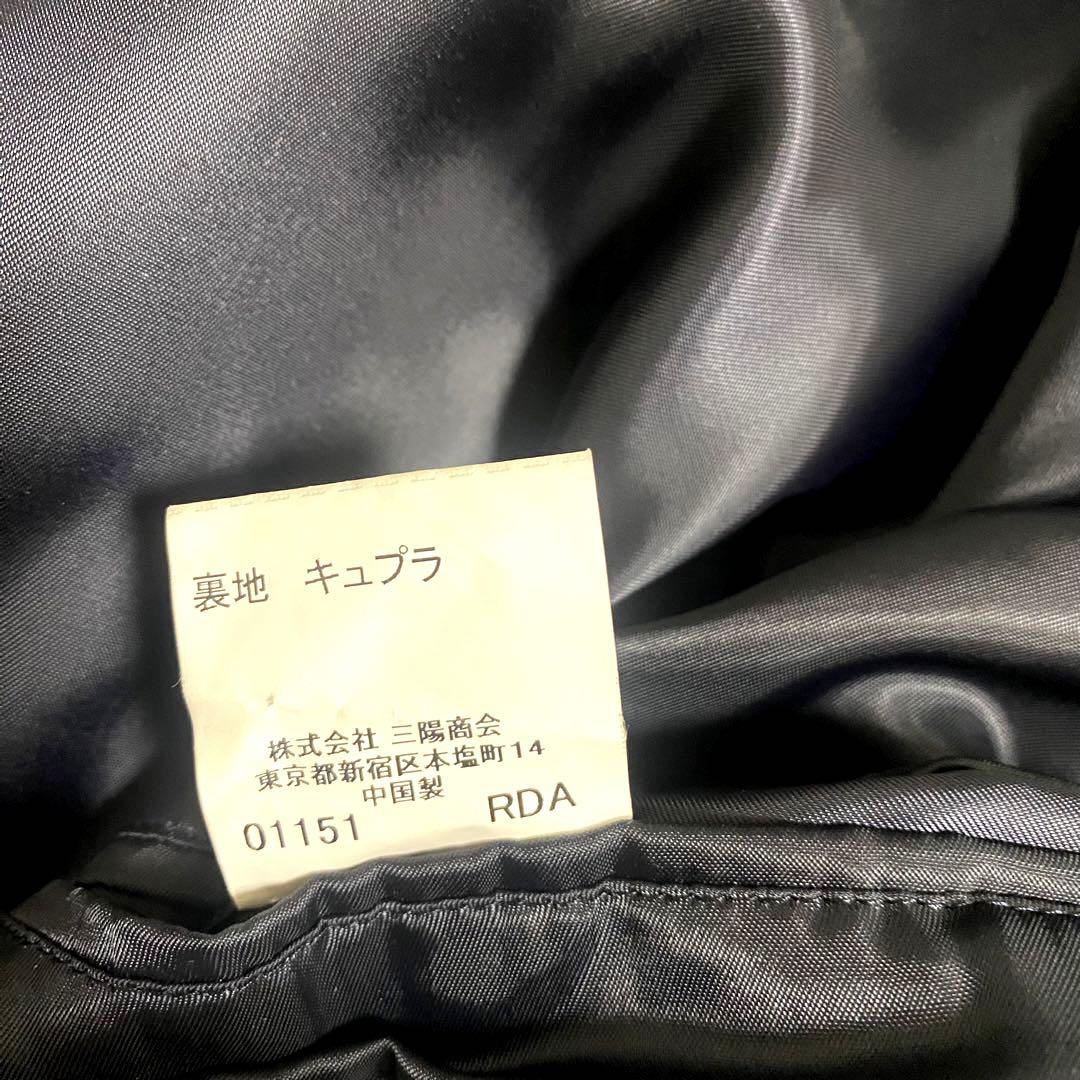 裏地　キュプラ
株式会社 三陽商会
東京都新宿区本塩町14
中国製
01151 RDA